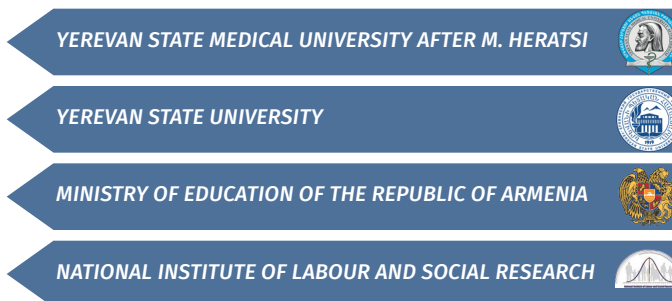 YEREVAN STATE MEDICAL UNIVERSITY AFTER M. HERATSI
YEREVAN STATE UNIVERSITY
1919
MINISTRY OF EDUCATION OF THE REPUBLIC OF ARMENIA
NATIONAL INSTITUTE OF LABOUR AND SOCIAL RESEARCH